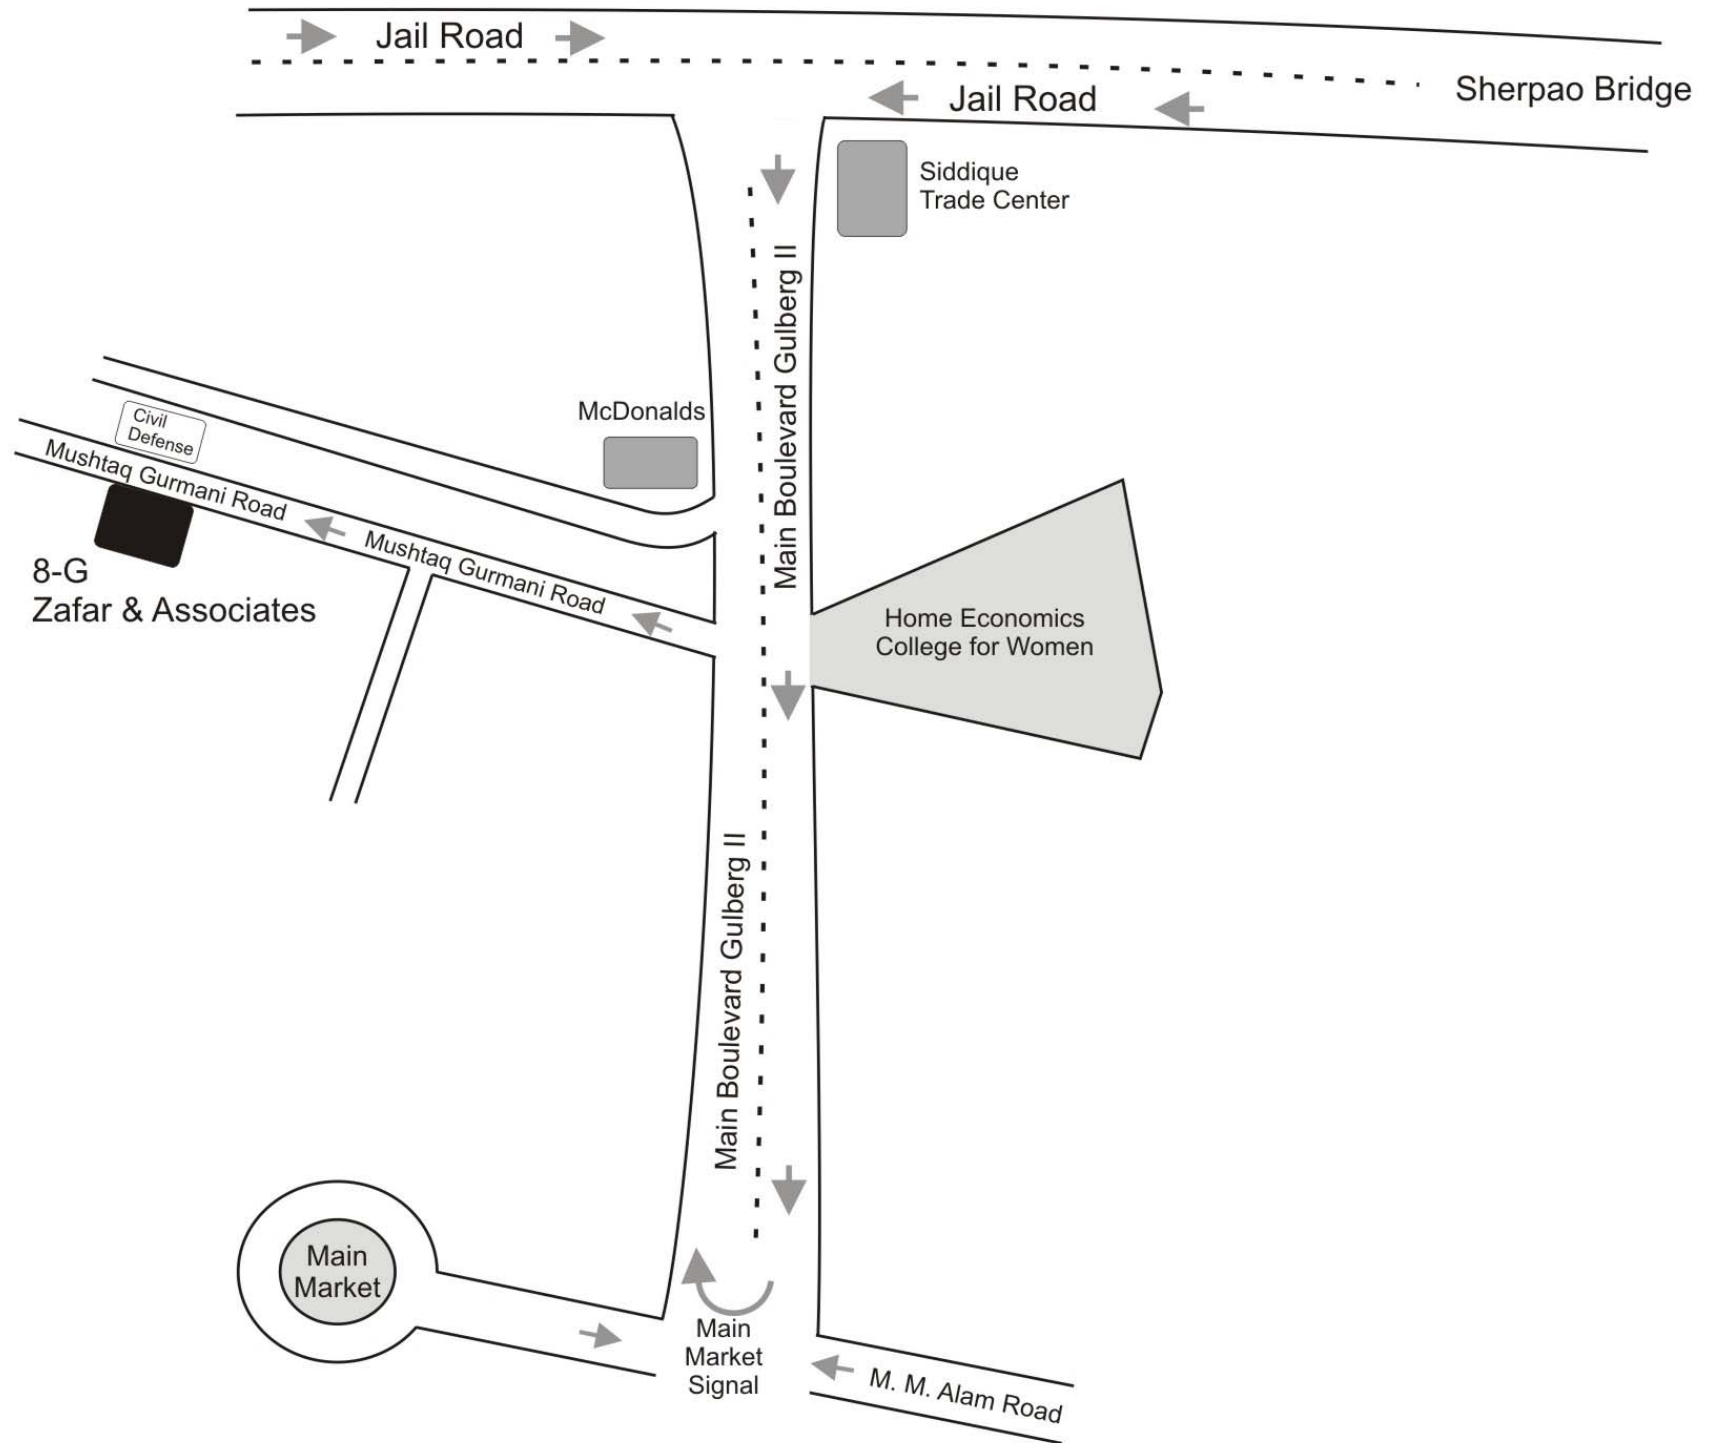 Jail Road
Jail Road
Sherpao Bridge
Siddique
Trade Center
Main Boulevard Gulberg II
McDonalds
Civil
Defense
Mushtaq Gurmani Road
Mushtaq Gurmani Road
8-G
Zafar & Associates
Home Economics
College for Women
Main Boulevard Gulberg II
Main
Market
Main
Market
Signal
M. M. Alam Road